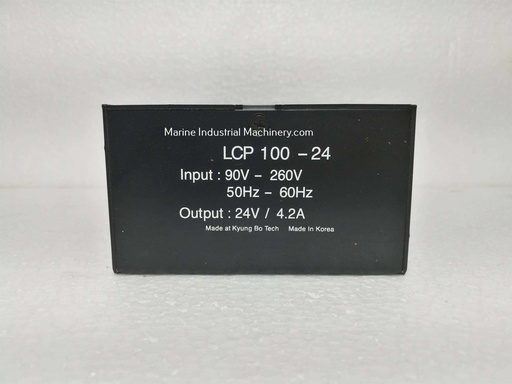 Marine Industrial Machinery.com
LCP 100 - 24
Input : 90V - 260V
50Hz - 60Hz
Output : 24V / 4.2A
Made at Kyung Bo Tech Made In Korea